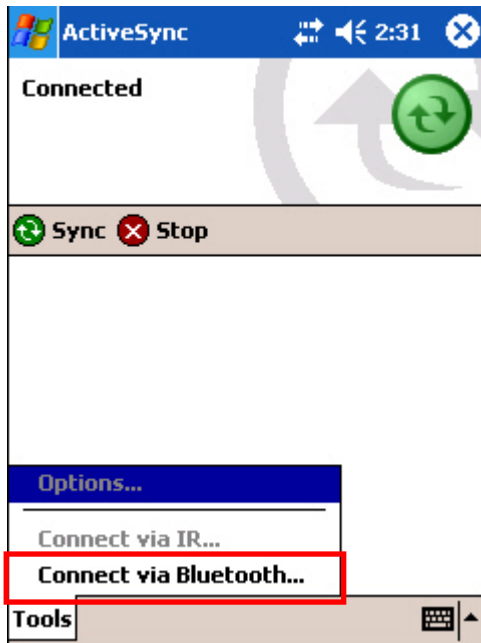 ActiveSync 2:31
Connected
Sync Stop
Options...
Connect via IR...
Connect via Bluetooth...
Tools